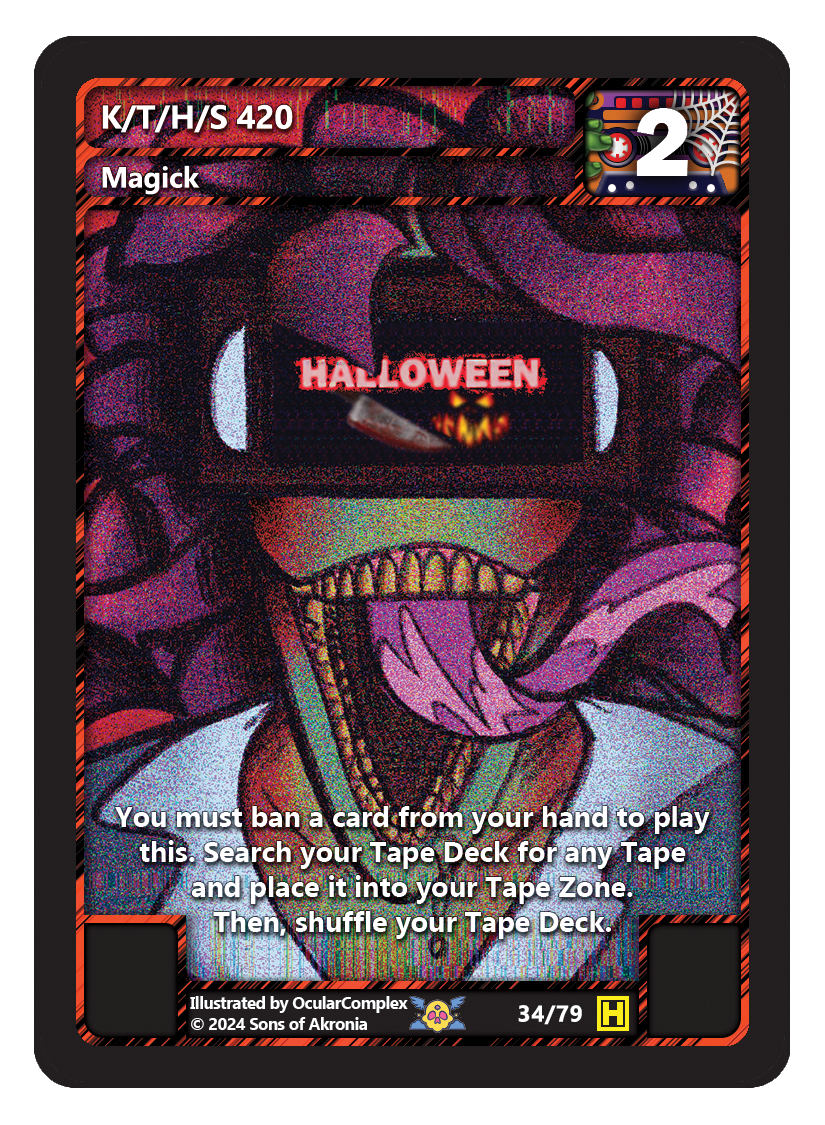 K/T/H/S 420
2
Magick
HALLOWEEN
You must ban a card from your hand to play
this. Search your Tape Deck for any Tape
and place it into your Tape Zone.
Then, shuffle your Tape Deck.
Illustrated by OcularComplex
© 2024 Sons of Akronia
34/79
H